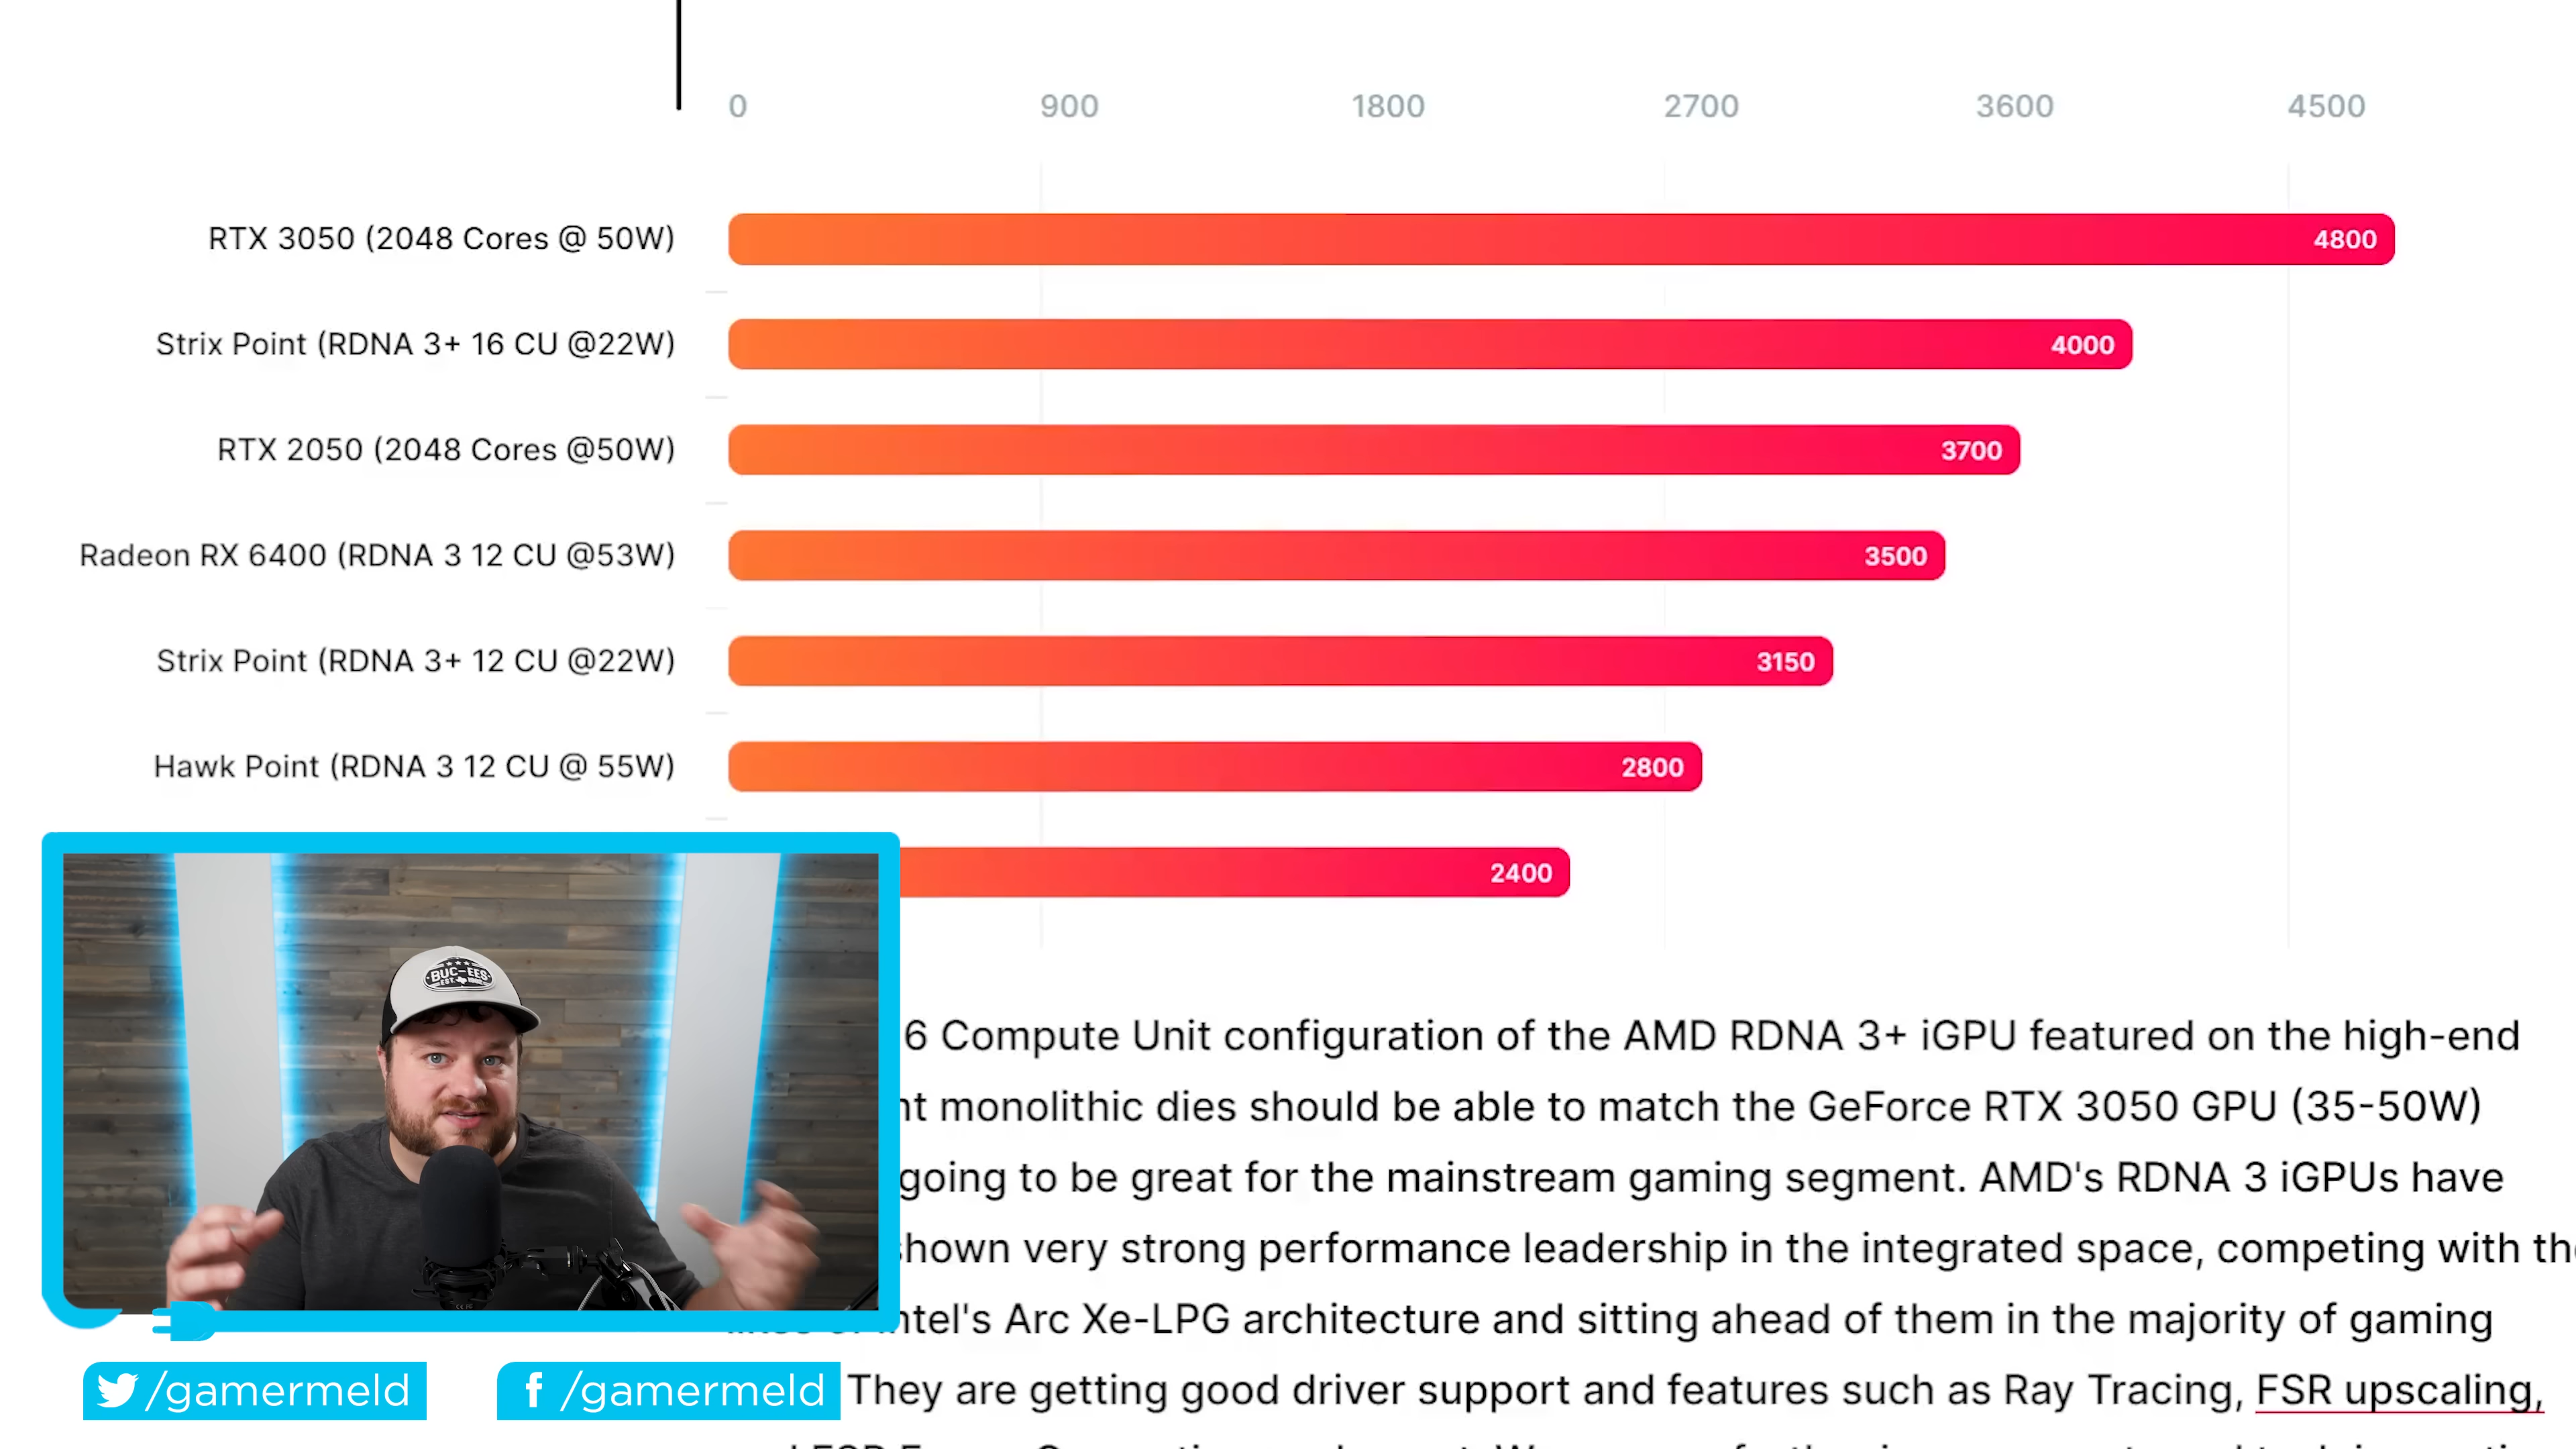 0 900 1800 2700 3600 4500
RTX 3050 (2048 Cores @ 50W) 4800
Strix Point (RDNA 3+ 16 CU @22W) 4000
RTX 2050 (2048 Cores @50W) 3700
Radeon RX 6400 (RDNA 3 12 CU @53W) 3500
Strix Point (RDNA 3+ 12 CU @22W) 3150
Hawk Point (RDNA 3 12 CU @ 55W) 2800
2400
BUC-EES
6 Compute Unit configuration of the AMD RDNA 3+ iGPU featured on the high-end
nt monolithic dies should be able to match the GeForce RTX 3050 GPU (35-50W)
going to be great for the mainstream gaming segment. AMD's RDNA 3 iGPUs have
shown very strong performance leadership in the integrated space, competing with the
Intel's Arc Xe-LPG architecture and sitting ahead of them in the majority of gaming
They are getting good driver support and features such as Ray Tracing, FSR upscaling,
/gamermeld /gamermeld